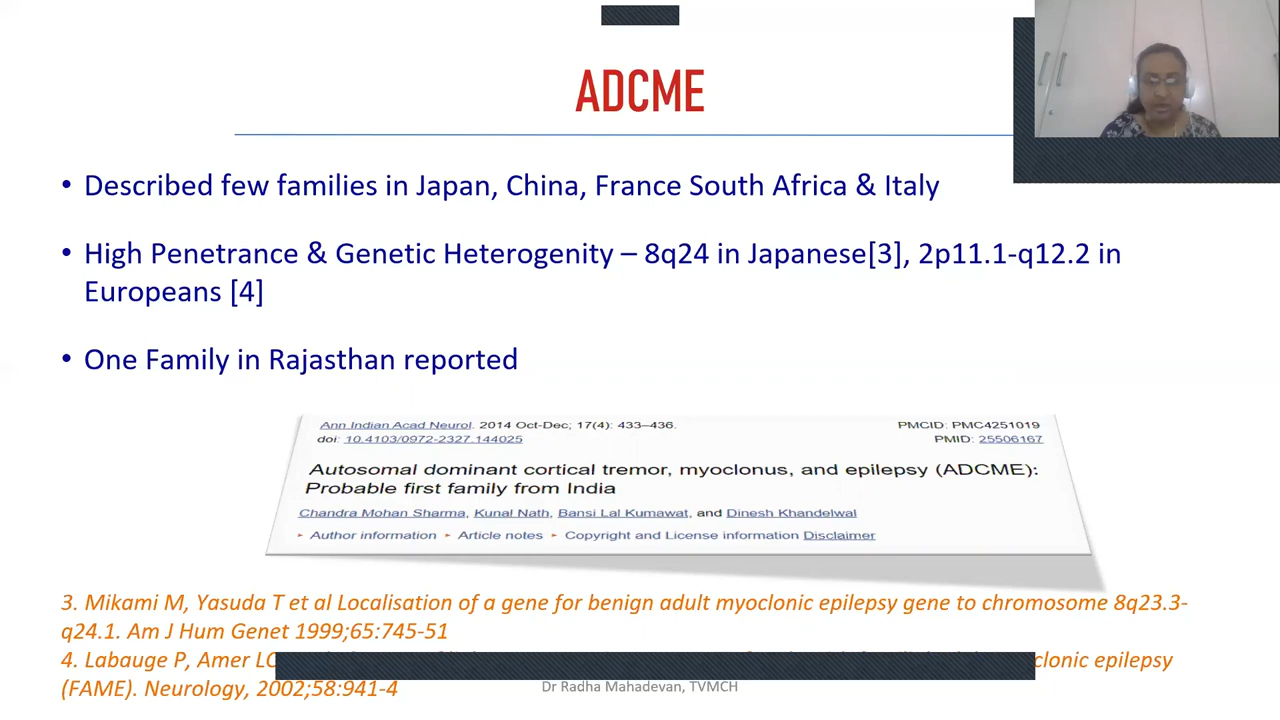 ADCME
• Described few families in Japan, China, France South Africa & Italy
• High Penetrance & Genetic Heterogenity – 8q24 in Japanese[3], 2p11.1-q12.2 in
Europeans [4]
• One Family in Rajasthan reported
Ann Indian Acad Neurol. 2014 Oct-Dec; 17(4): 433–436.
PMCID: PMC4251019
doi: 10.4103/0972-2327.144025
PMID: 25506167
Autosomal dominant cortical tremor, myoclonus, and epilepsy (ADCME):
Probable first family from India
Chandra Mohan Sharma, Kunal Nath, Bansi Lal Kumawat, and Dinesh Khandelwal
▸ Author information ▸ Article notes ▸ Copyright and License information Disclaimer
3. Mikami M, Yasuda T et al Localisation of a gene for benign adult myoclonic epilepsy gene to chromosome 8q23.3-
q24.1. Am J Hum Genet 1999;65:745-51
4. Labauge P, Amer epilepsy
(FAME). Neurology, 2002;58:941-4
Dr Radha Mahadevan, TVMCH